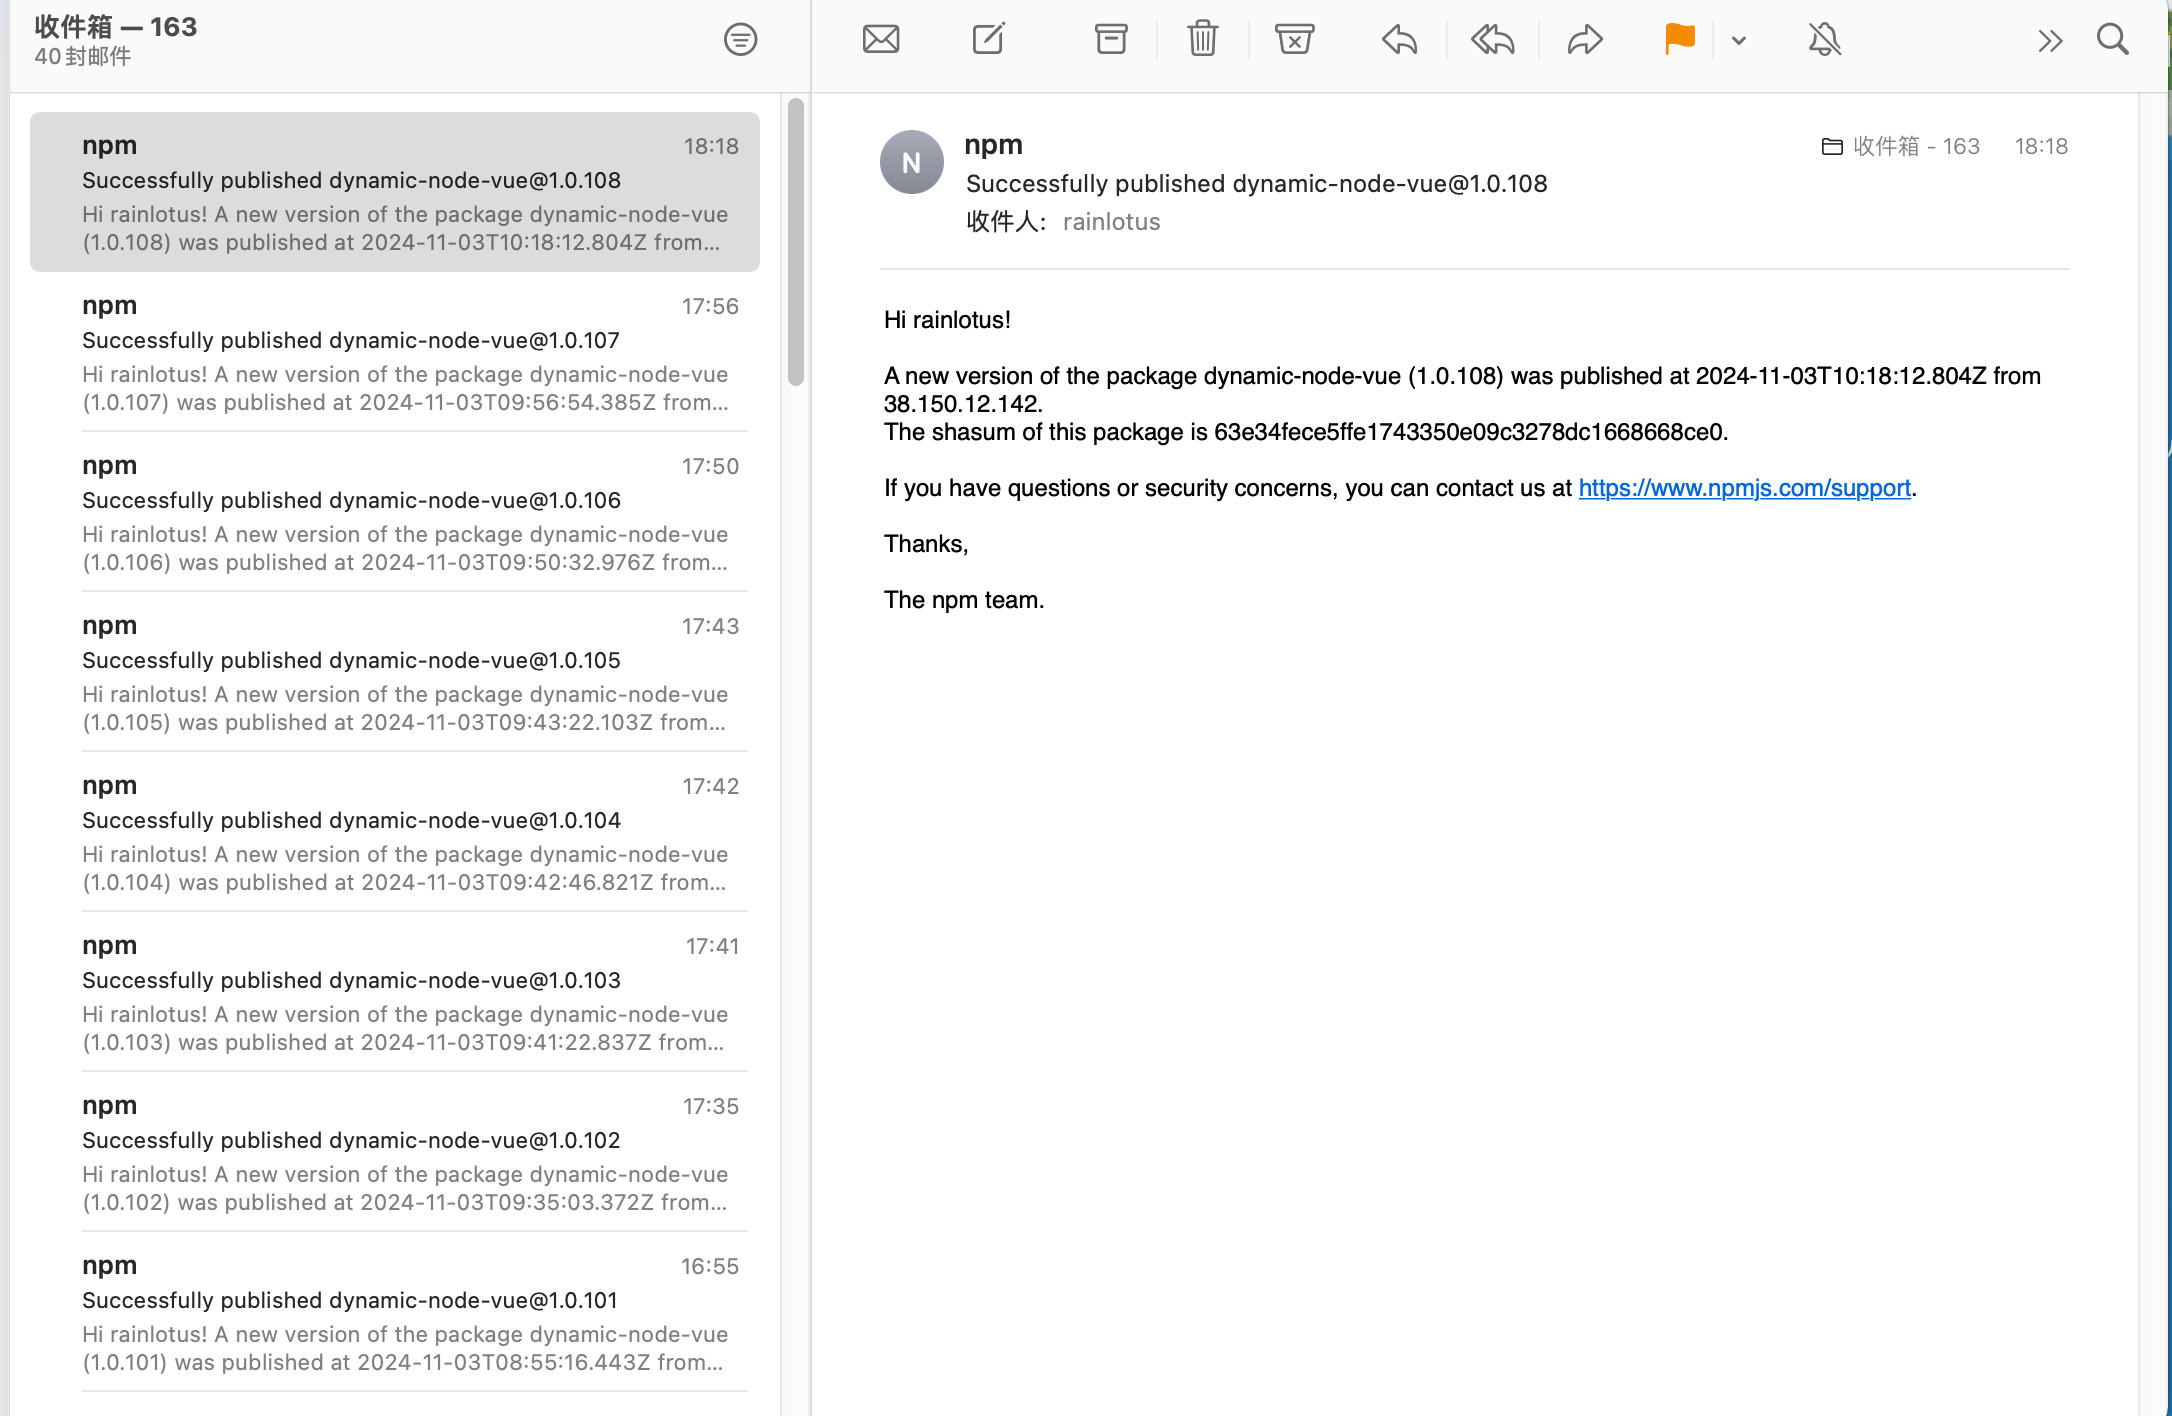 收件箱 — 163
40封邮件
npm 18:18
Successfully published dynamic-node-vue@1.0.108
Hi rainlotus! A new version of the package dynamic-node-vue
(1.0.108) was published at 2024-11-03T10:18:12.804Z from...
npm 17:56
Successfully published dynamic-node-vue@1.0.107
Hi rainlotus! A new version of the package dynamic-node-vue
(1.0.107) was published at 2024-11-03T09:56:54.385Z from...
npm 17:50
Successfully published dynamic-node-vue@1.0.106
Hi rainlotus! A new version of the package dynamic-node-vue
(1.0.106) was published at 2024-11-03T09:50:32.976Z from...
npm 17:43
Successfully published dynamic-node-vue@1.0.105
Hi rainlotus! A new version of the package dynamic-node-vue
(1.0.105) was published at 2024-11-03T09:43:22.103Z from...
npm 17:42
Successfully published dynamic-node-vue@1.0.104
Hi rainlotus! A new version of the package dynamic-node-vue
(1.0.104) was published at 2024-11-03T09:42:46.821Z from...
npm 17:41
Successfully published dynamic-node-vue@1.0.103
Hi rainlotus! A new version of the package dynamic-node-vue
(1.0.103) was published at 2024-11-03T09:41:22.837Z from...
npm 17:35
Successfully published dynamic-node-vue@1.0.102
Hi rainlotus! A new version of the package dynamic-node-vue
(1.0.102) was published at 2024-11-03T09:35:03.372Z from...
npm 16:55
Successfully published dynamic-node-vue@1.0.101
Hi rainlotus! A new version of the package dynamic-node-vue
(1.0.101) was published at 2024-11-03T08:55:16.443Z from...
N
npm 收件箱 - 163 18:18
Successfully published dynamic-node-vue@1.0.108
收件人： rainlotus
Hi rainlotus!
A new version of the package dynamic-node-vue (1.0.108) was published at 2024-11-03T10:18:12.804Z from
38.150.12.142.
The shasum of this package is 63e34fece5ffe1743350e09c3278dc1668668ce0.
If you have questions or security concerns, you can contact us at https://www.npmjs.com/support.
Thanks,
The npm team.